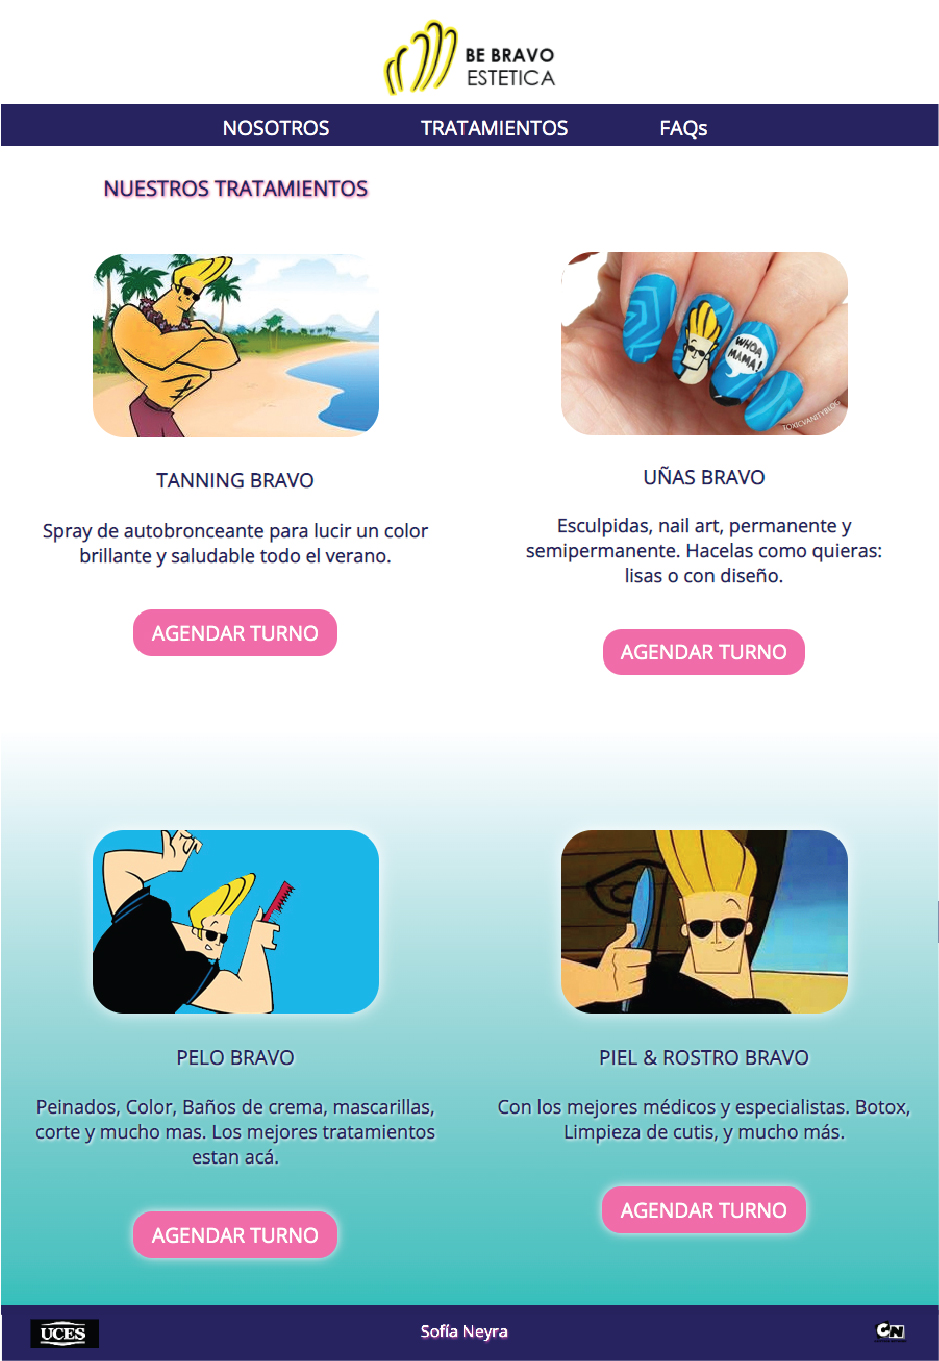 BE BRAVO
ESTETICA
NOSOTROS TRATAMIENTOS FAQs
NUESTROS TRATAMIENTOS
WHOA
MAMA!
TOXICVANITYBLOG
TANNING BRAVO
Spray de autobronceante para lucir un color
brillante y saludable todo el verano.
AGENDAR TURNO
UÑAS BRAVO
Esculpidas, nail art, permanente y
semipermanente. Hacelas como quieras:
lisas o con diseño.
AGENDAR TURNO
PELO BRAVO
Peinados, Color, Baños de crema, mascarillas,
corte y mucho mas. Los mejores tratamientos
estan acá.
AGENDAR TURNO
PIEL & ROSTRO BRAVO
Con los mejores médicos y especialistas. Botox,
Limpieza de cutis, y mucho más.
AGENDAR TURNO
UCES
Sofía Neyra
CN